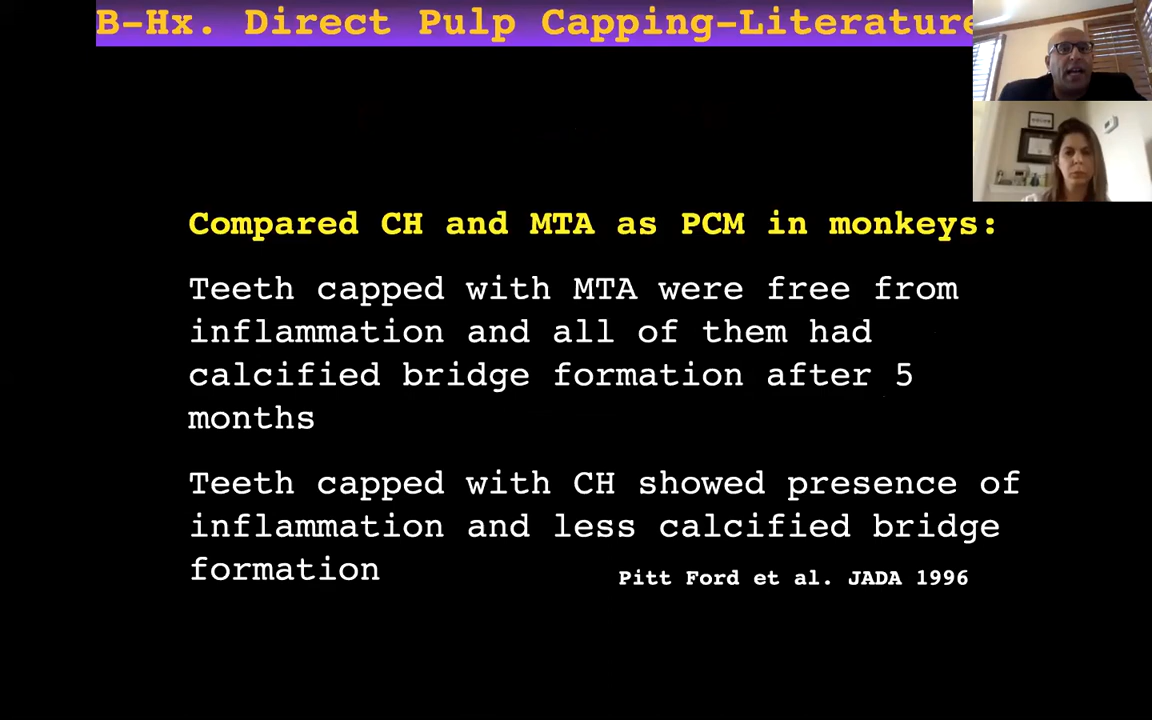 B-Hx. Direct Pulp Capping-Literature
Compared CH and MTA as PCM in monkeys:
Teeth capped with MTA were free from
inflammation and all of them had
calcified bridge formation after 5
months
Teeth capped with CH showed presence of
inflammation and less calcified bridge
formation
Pitt Ford et al. JADA 1996